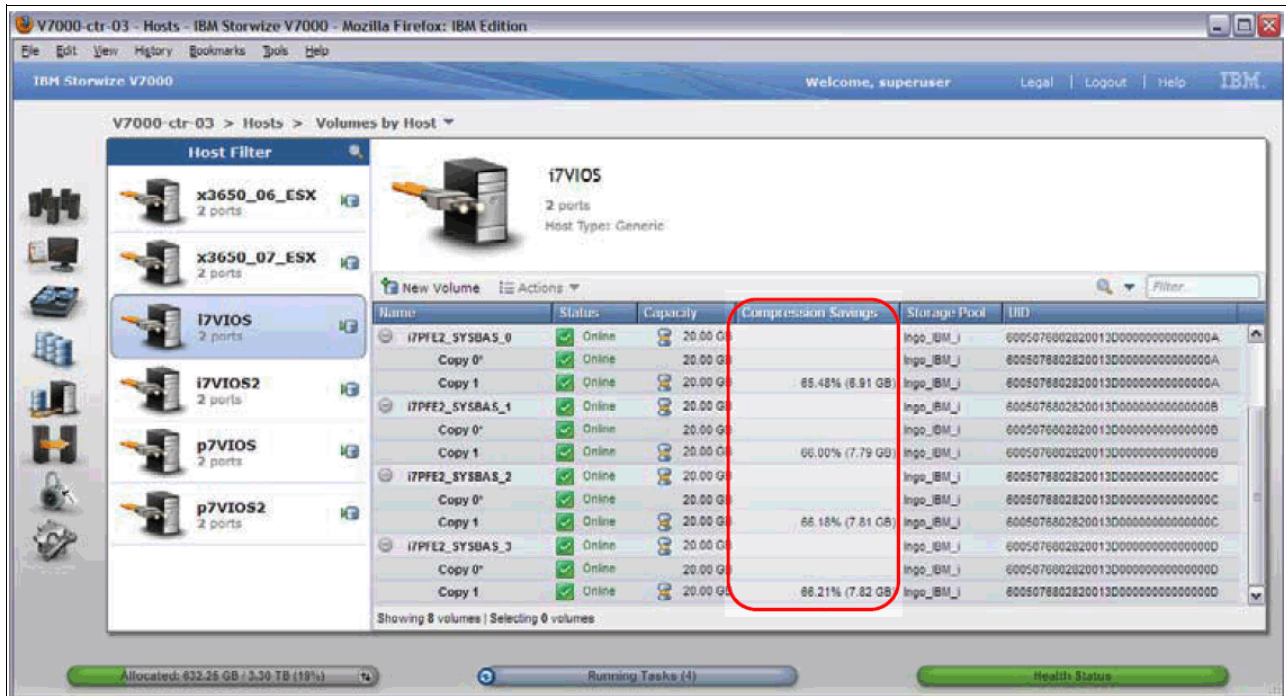 V7000-ctr-03 - Hosts - IBM Storwize V7000 - Mozilla Firefox: IBM Edition
File Edit View History Bookmarks Tools Help
IBM Storwize V7000 Welcome, superuser Legal | Logout | Help IBM.
V7000-ctr-03 > Hosts > Volumes by Host
Host Filter
x3650_06_ESX
2 ports
x3650_07_ESX
2 ports
i7VIOS
2 ports
i7VIOS2
2 ports
p7VIOS
2 ports
p7VIOS2
2 ports
i7VIOS
2 ports
Host Type: Generic
New Volume Actions Filter...
Name Status Capacity Compression Savings Storage Pool UID
i7PFE2_SYSBAS_0 Online 20.00 GB Ingo_IBM_i 6005076802820013D00000000000000A
Copy 0* Online 20.00 GB Ingo_IBM_i 6005076802820013D00000000000000A
Copy 1 Online 20.00 GB 65.48% (6.91 GB) Ingo_IBM_i 6005076802820013D00000000000000A
i7PFE2_SYSBAS_1 Online 20.00 GB Ingo_IBM_i 6005076802820013D00000000000000B
Copy 0* Online 20.00 GB Ingo_IBM_i 6005076802820013D00000000000000B
Copy 1 Online 20.00 GB 66.00% (7.79 GB) Ingo_IBM_i 6005076802820013D00000000000000B
i7PFE2_SYSBAS_2 Online 20.00 GB Ingo_IBM_i 6005076802820013D00000000000000C
Copy 0* Online 20.00 GB Ingo_IBM_i 6005076802820013D00000000000000C
Copy 1 Online 20.00 GB 66.18% (7.81 GB) Ingo_IBM_i 6005076802820013D00000000000000C
i7PFE2_SYSBAS_3 Online 20.00 GB Ingo_IBM_i 6005076802820013D00000000000000D
Copy 0* Online 20.00 GB Ingo_IBM_i 6005076802820013D00000000000000D
Copy 1 Online 20.00 GB 66.21% (7.82 GB) Ingo_IBM_i 6005076802820013D00000000000000D
Showing 8 volumes | Selecting 0 volumes
Allocated: 632.25 GB / 3.30 TB (19%) Running Tasks (4) Health Status